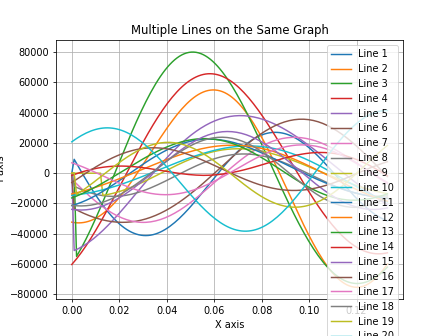 Multiple Lines on the Same Graph
80000
60000
40000
20000
0
−20000
−40000
−60000
−80000
0.00 0.02 0.04 0.06 0.08 0.10
X axis
Line 1
Line 2
Line 3
Line 4
Line 5
Line 6
Line 7
Line 8
Line 9
Line 10
Line 11
Line 12
Line 13
Line 14
Line 15
Line 16
Line 17
Line 18
Line 19
Line 20